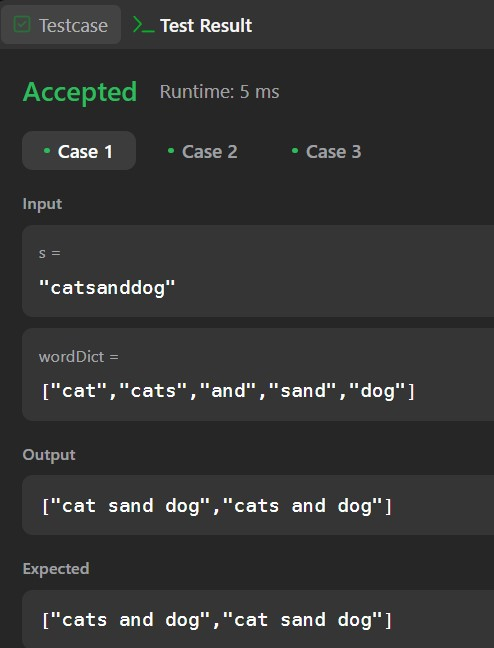 Testcase Test Result
Accepted Runtime: 5 ms
Case 1 Case 2 Case 3
Input
s =
"catsanddog"
wordDict =
["cat","cats","and","sand","dog"]
Output
["cat sand dog","cats and dog"]
Expected
["cats and dog","cat sand dog"]